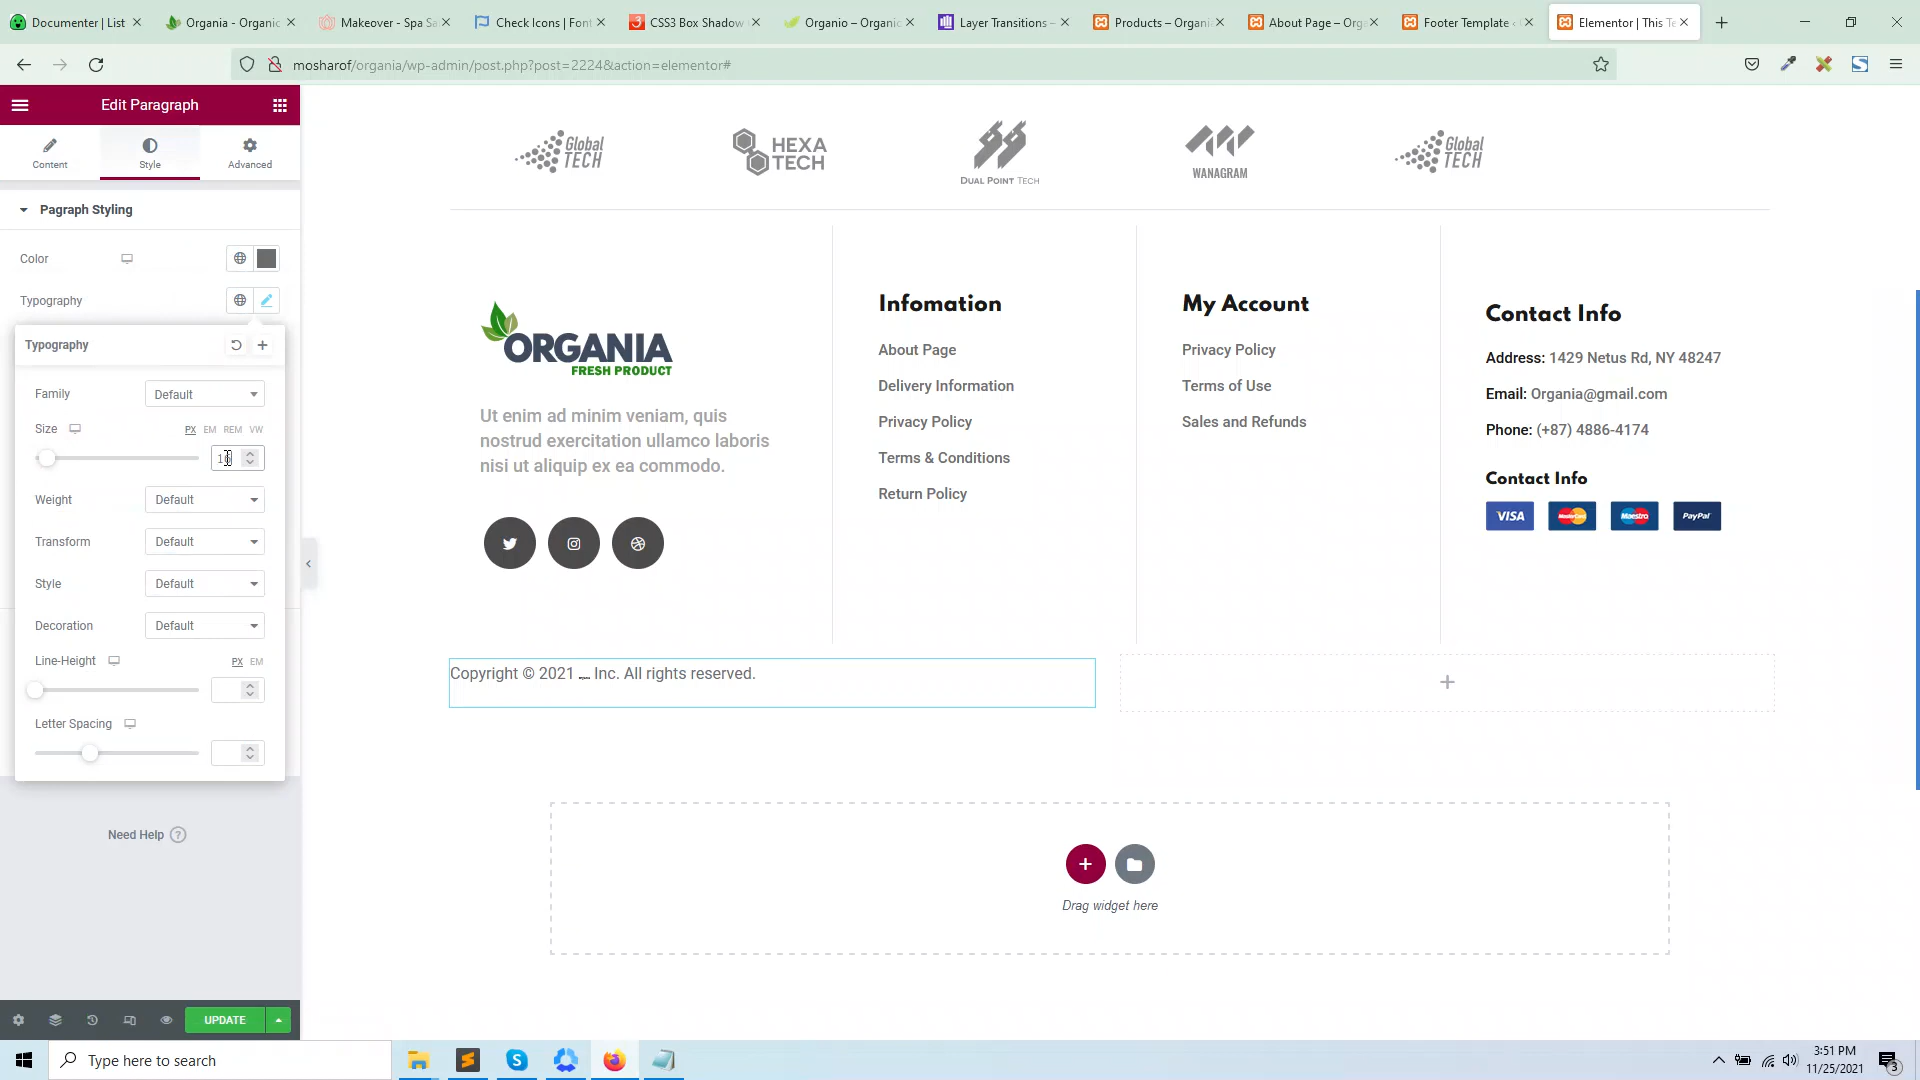 Documenter | List
Organia - Organic
Makeover - Spa Sa
Check Icons | Font
CSS3 Box Shadow
Organio – Organic
Layer Transitions –
Products – Organi
About Page – Orga
Footer Template ‹
Elementor | This Te
mosharof/organia/wp-admin/post.php?post=2224&action=elementor#
Edit Paragraph
Content
Style
Advanced
Pagraph Styling
Color
Typography
Typography
Family
Default
Size
PX EM REM VW
Weight
Default
Transform
Default
Style
Default
Decoration
Default
Line-Height
PX EM
Letter Spacing
Need Help ?
UPDATE
Global TECH
HEXA TECH
DUAL POINT TECH
WANAGRAM
Global TECH
ORGANIA
FRESH PRODUCT
Ut enim ad minim veniam, quis
nostrud exercitation ullamco laboris
nisi ut aliquip ex ea commodo.
Infomation
About Page
Delivery Information
Privacy Policy
Terms & Conditions
Return Policy
My Account
Privacy Policy
Terms of Use
Sales and Refunds
Contact Info
Address: 1429 Netus Rd, NY 48247
Email: Organia@gmail.com
Phone: (+87) 4886-4174
Contact Info
VISA
MasterCard
Maestro
PayPal
Copyright © 2021 ... Inc. All rights reserved.
Drag widget here
Type here to search
3:51 PM
11/25/2021
3